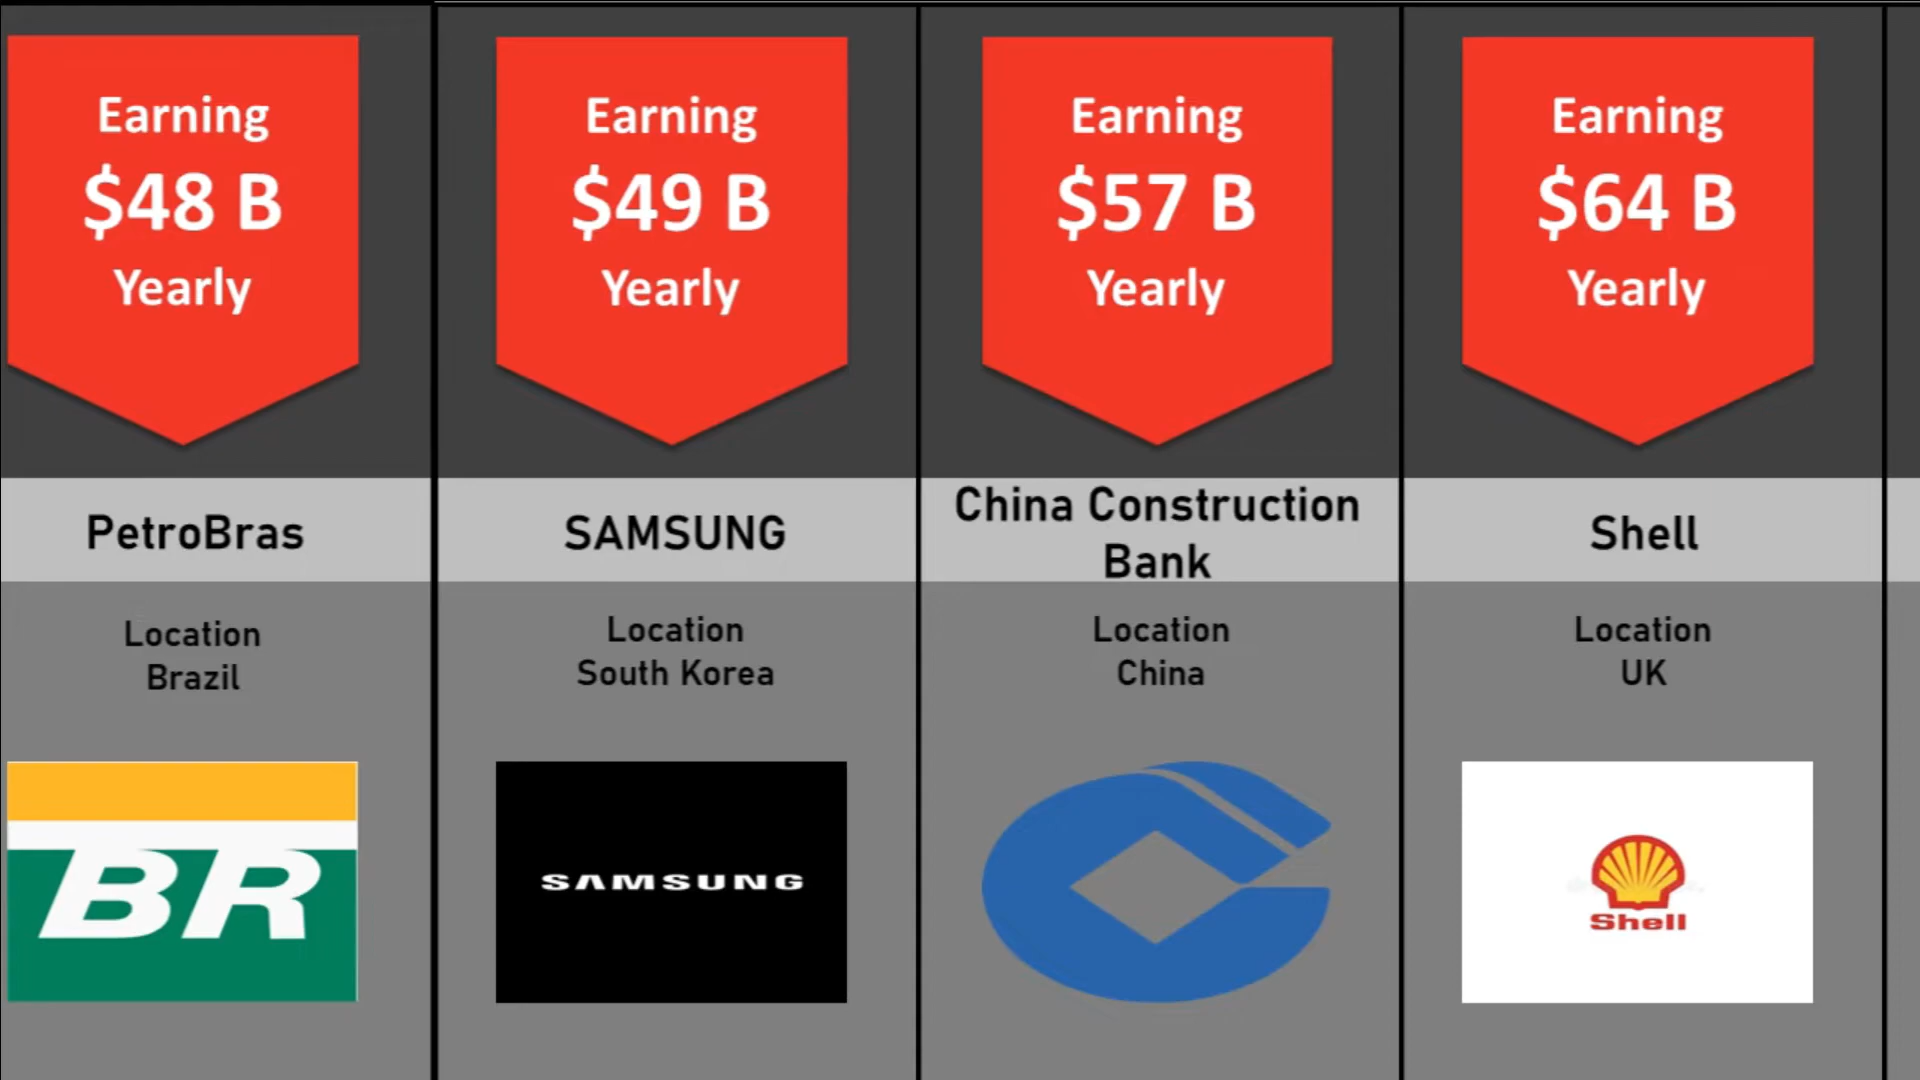 Earning
$48 B
Yearly
PetroBras
Location
Brazil
BR
Earning
$49 B
Yearly
SAMSUNG
Location
South Korea
SAMSUNG
Earning
$57 B
Yearly
China Construction
Bank
Location
China
Earning
$64 B
Yearly
Shell
Location
UK
Shell